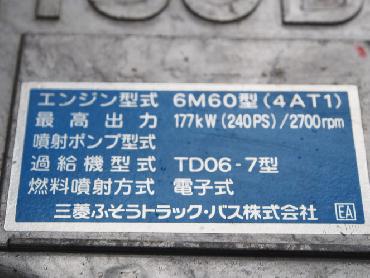 エンジン型式 6M60型(4AT1)
最高出力 177kW(240PS)/2700rpm
噴射ポンプ型式
過給機型式 TD06-7型
燃料噴射方式 電子式
三菱ふそうトラック・バス株式会社 EA